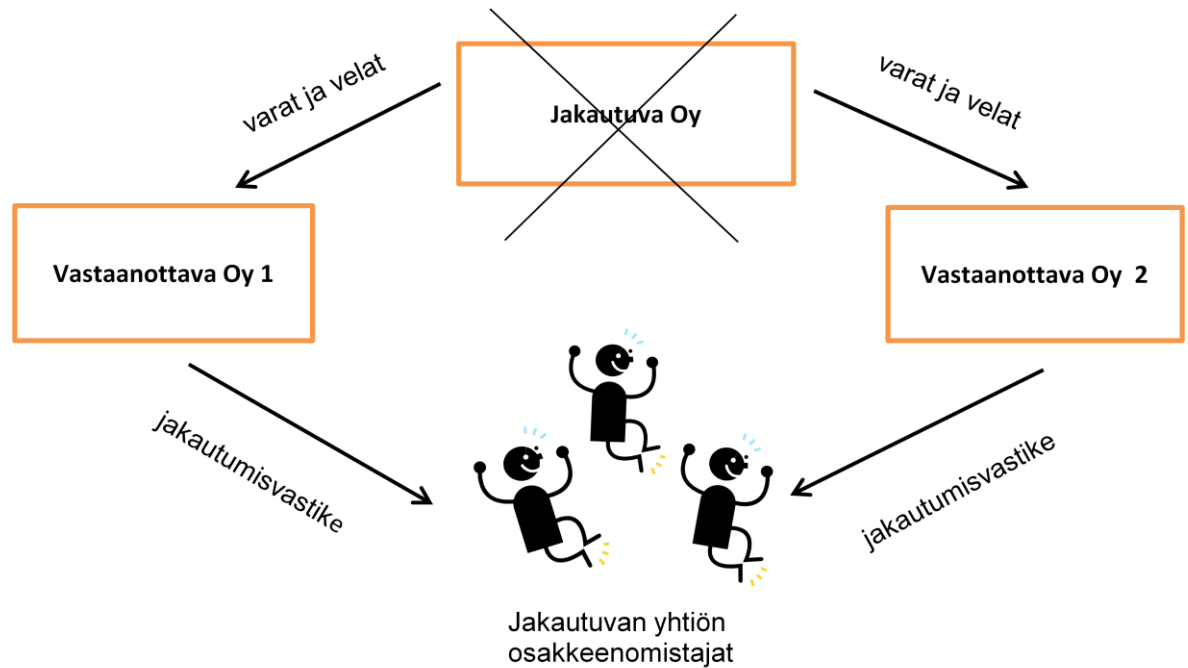 varat ja velat
Jakautuva Oy
varat ja velat
Vastaanottava Oy 1
Vastaanottava Oy 2
jakautumisvastike
jakautumisvastike
Jakautuvan yhtiön
osakkeenomistajat